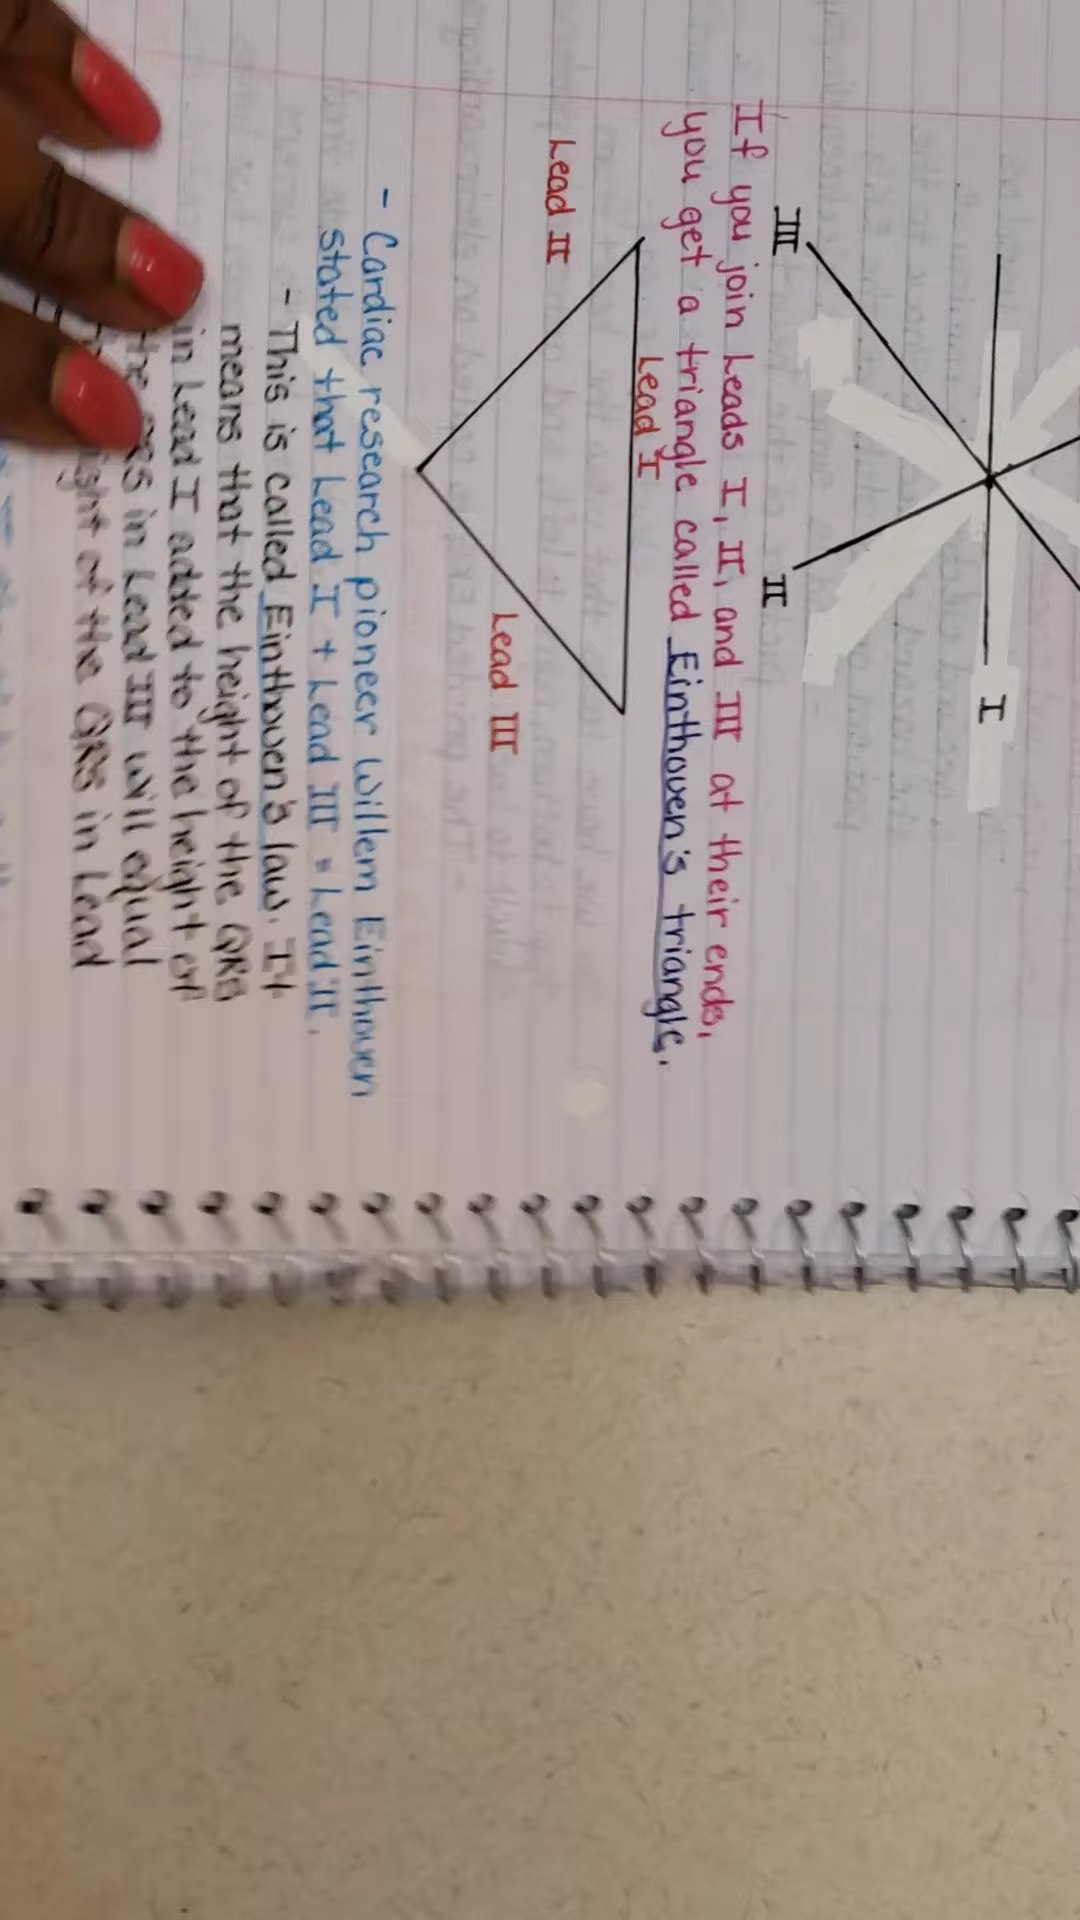 I
III
II
If you join Leads I, II, and III at their ends,
you get a triangle called Einthoven's triangle.
Lead I
Lead II
Lead III
- Cardiac research pioneer Willem Einthoven
stated that Lead I + Lead III = Lead II.
- This is called Einthoven's law. It
means that the height of the QRS
in Lead I added to the height of
the QRS in Lead III will equal
of the QRS in Lead